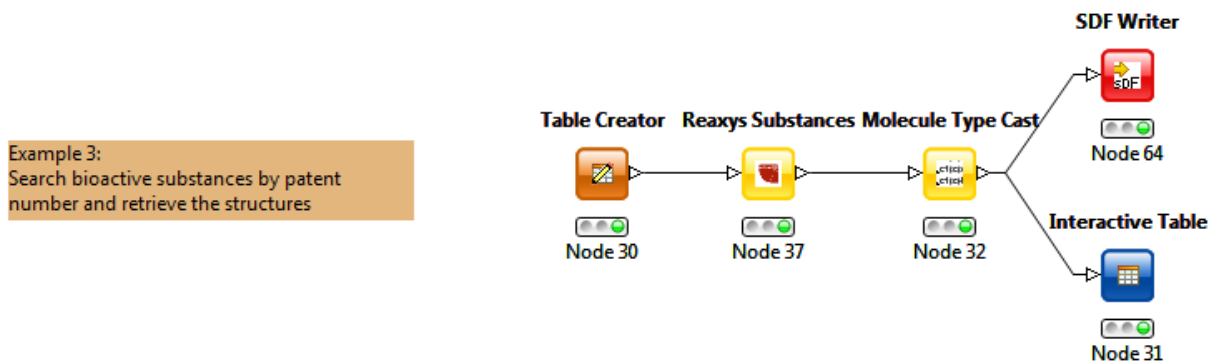 SDF Writer
sDF
Node 64
Table Creator
Reaxys Substances
Molecule Type Cast
Node 30
Node 37
Node 32
Example 3:
Search bioactive substances by patent
number and retrieve the structures
Interactive Table
Node 31